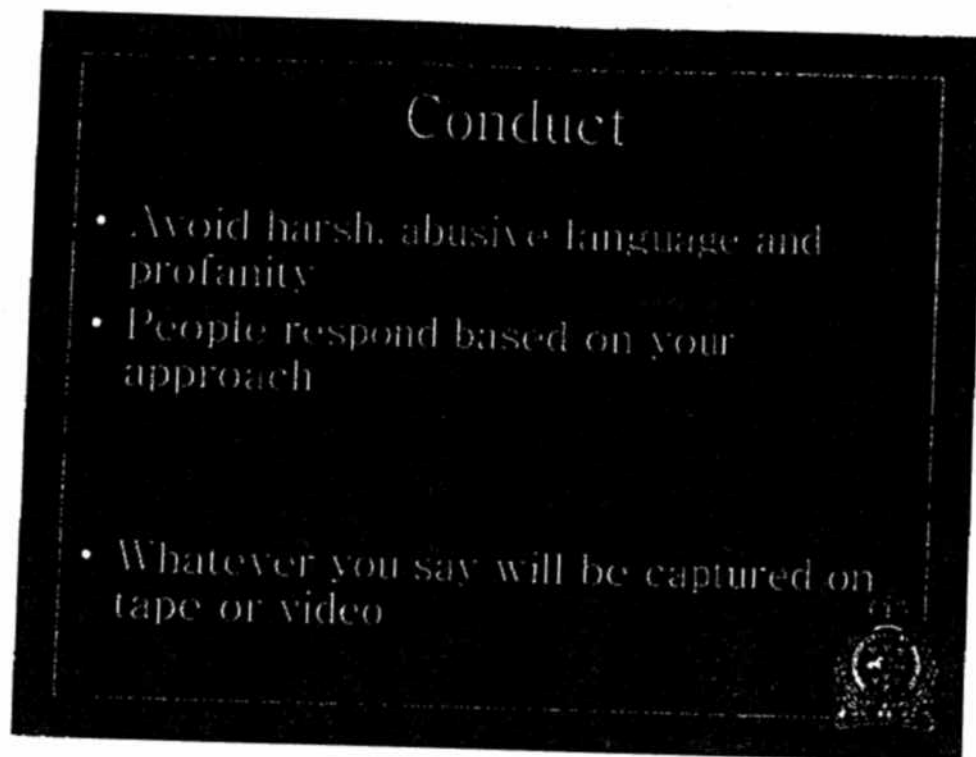 Conduct
• Avoid harsh, abusive language and
profanity
• People respond based on your
approach
• Whatever you say will be captured on
tape or video